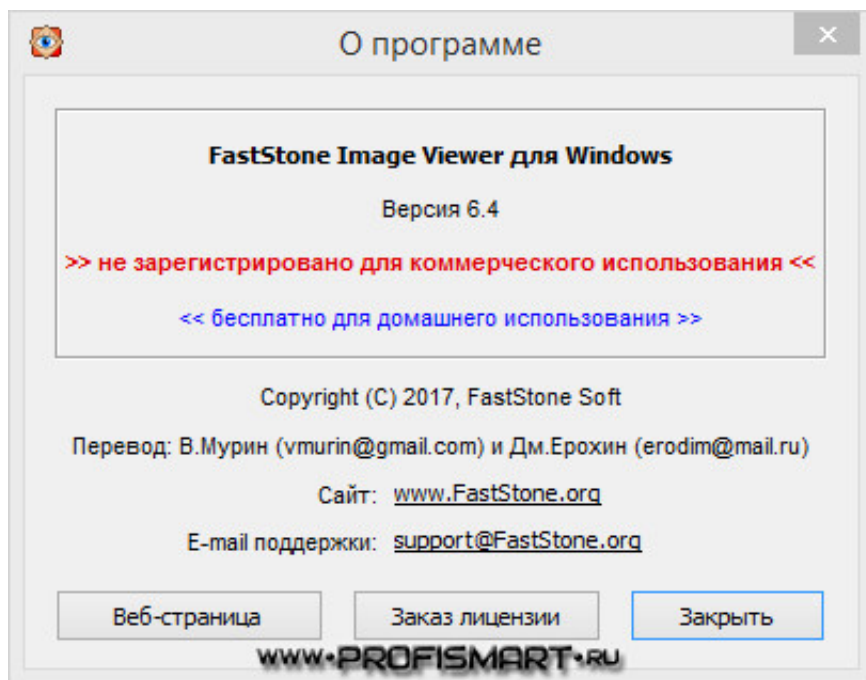 О программе
FastStone Image Viewer для Windows
Версия 6.4
>> не зарегистрировано для коммерческого использования <<
<< бесплатно для домашнего использования >>
Copyright (C) 2017, FastStone Soft
Перевод: В.Мурин (vmurin@gmail.com) и Дм.Ерохин (erodim@mail.ru)
Сайт: www.FastStone.org
E-mail поддержки: support@FastStone.org
Веб-страница Заказ лицензии Закрыть
WWW•PROFISMART•RU